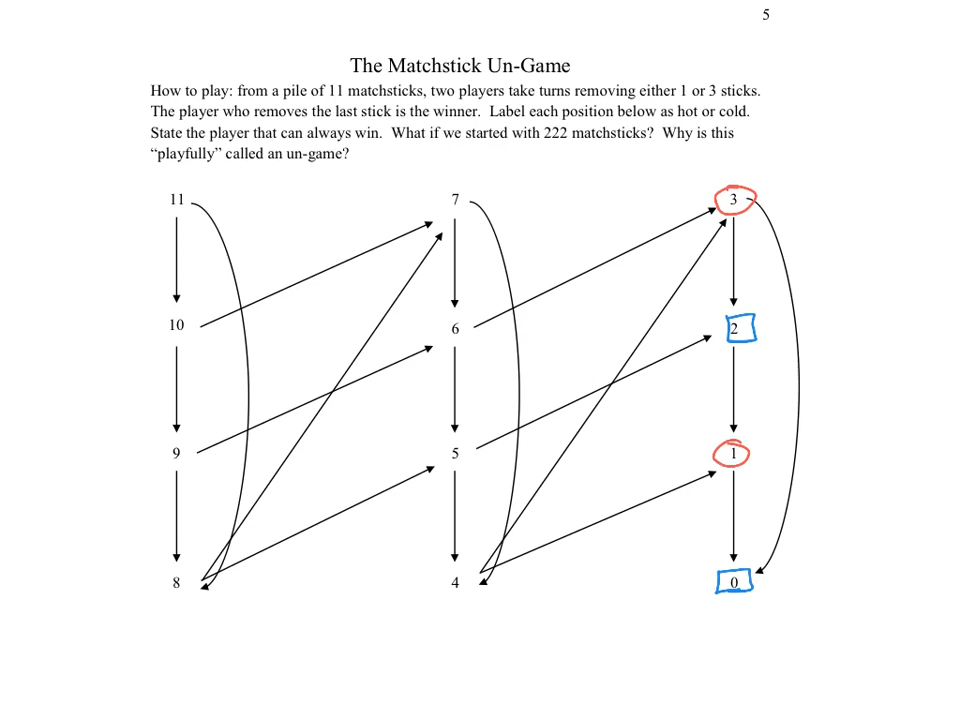 5
The Matchstick Un-Game
How to play: from a pile of 11 matchsticks, two players take turns removing either 1 or 3 sticks.
The player who removes the last stick is the winner.  Label each position below as hot or cold.
State the player that can always win.  What if we started with 222 matchsticks?  Why is this
“playfully” called an un-game?
11 7 3
10 6 2
9 5 1
8 4 0